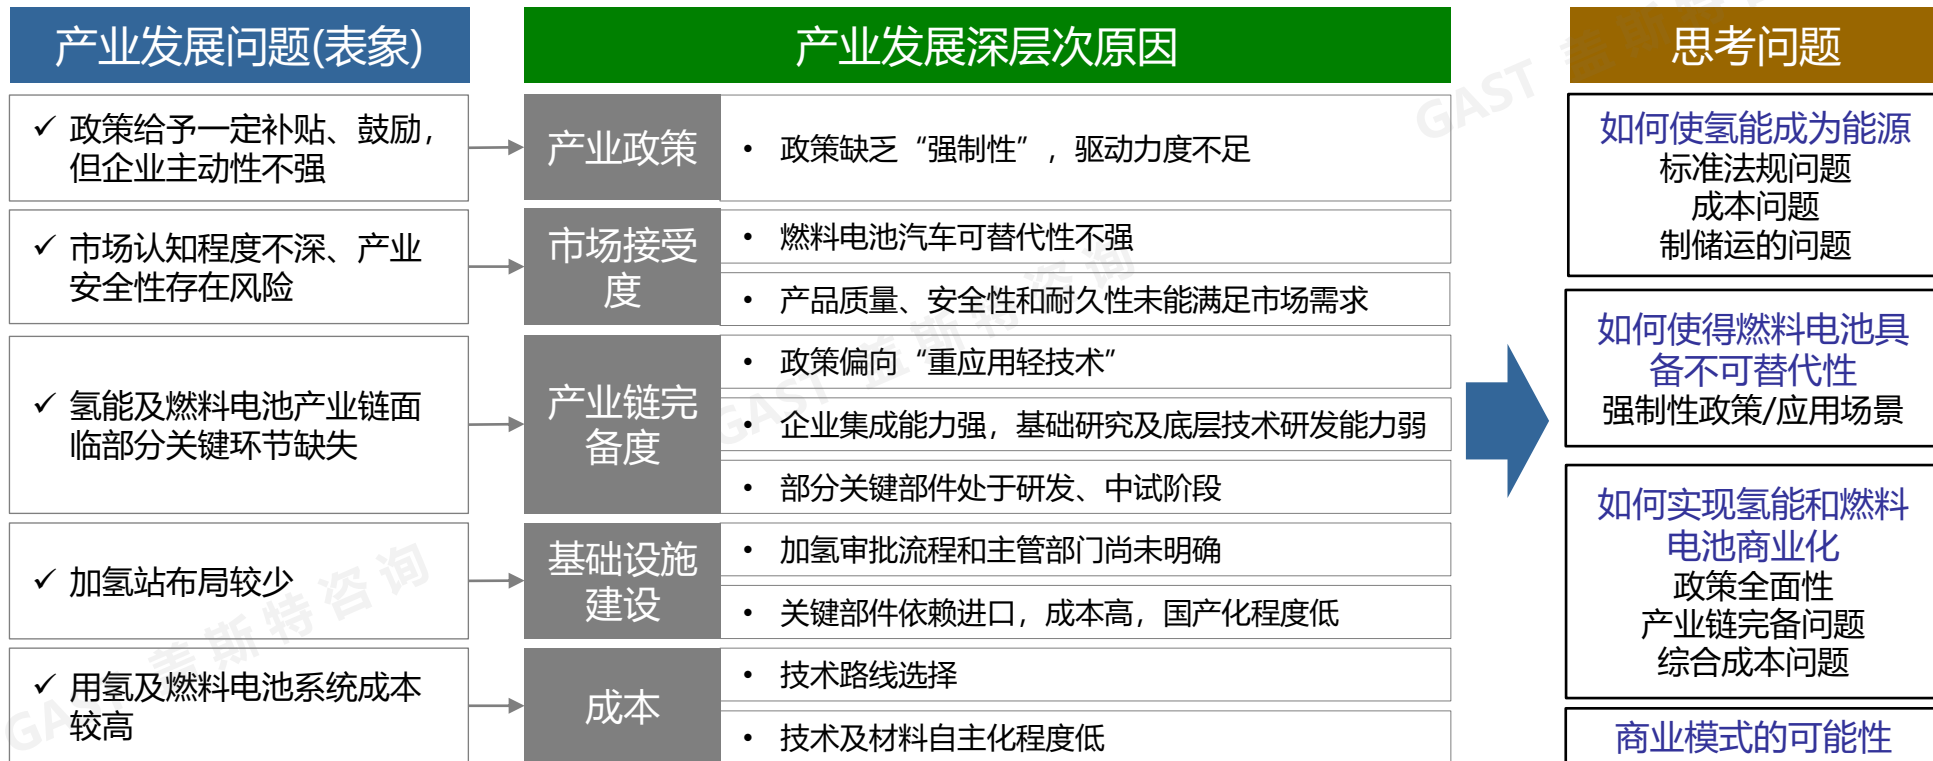 产业发展问题(表象)
产业发展深层次原因
思考问题
✓ 政策给予一定补贴、鼓励，
但企业主动性不强
产业政策
• 政策缺乏“强制性”，驱动力度不足
✓ 市场认知程度不深、产业
安全性存在风险
市场接受
度
• 燃料电池汽车可替代性不强
• 产品质量、安全性和耐久性未能满足市场需求
✓ 氢能及燃料电池产业链面
临部分关键环节缺失
产业链完
备度
• 政策偏向“重应用轻技术”
• 企业集成能力强，基础研究及底层技术研发能力弱
• 部分关键部件处于研发、中试阶段
✓ 加氢站布局较少
基础设施
建设
• 加氢审批流程和主管部门尚未明确
• 关键部件依赖进口，成本高，国产化程度低
✓ 用氢及燃料电池系统成本
较高
成本
• 技术路线选择
• 技术及材料自主化程度低
如何使氢能成为能源
标准法规问题
成本问题
制储运的问题
如何使得燃料电池具
备不可替代性
强制性政策/应用场景
如何实现氢能和燃料
电池商业化
政策全面性
产业链完备问题
综合成本问题
商业模式的可能性
GAST 盖斯特咨询
GAST 盖斯特咨询
GAST 盖斯特咨